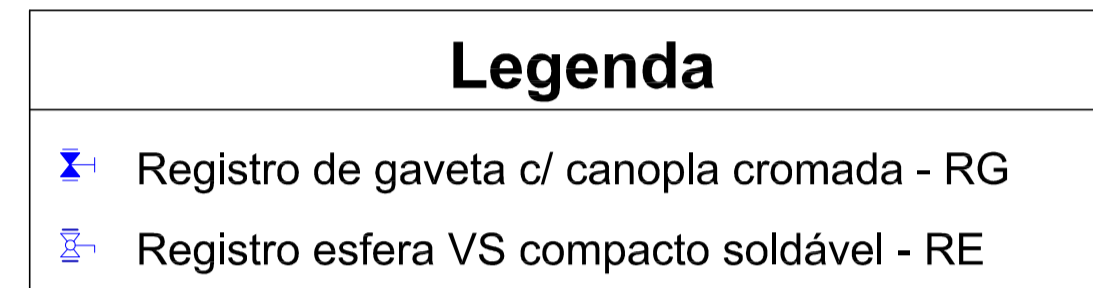 Legenda
Registro de gaveta c/ canopla cromada - RG
Registro esfera VS compacto soldável - RE